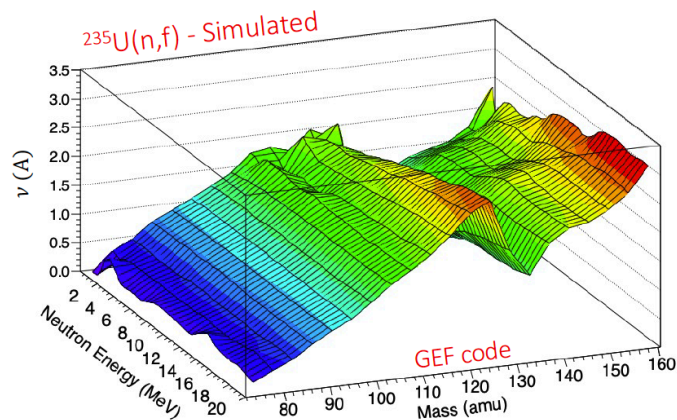 ²³⁵U(n,f) - Simulated
3.5
3.0
2.5
2.0
1.5
1.0
0.5
0.0
ν (A)
2 4 6 8 10 12 14 16 18 20
Neutron Energy (MeV)
80 90 100 110 120 130 140 150 160
Mass (amu)
GEF code